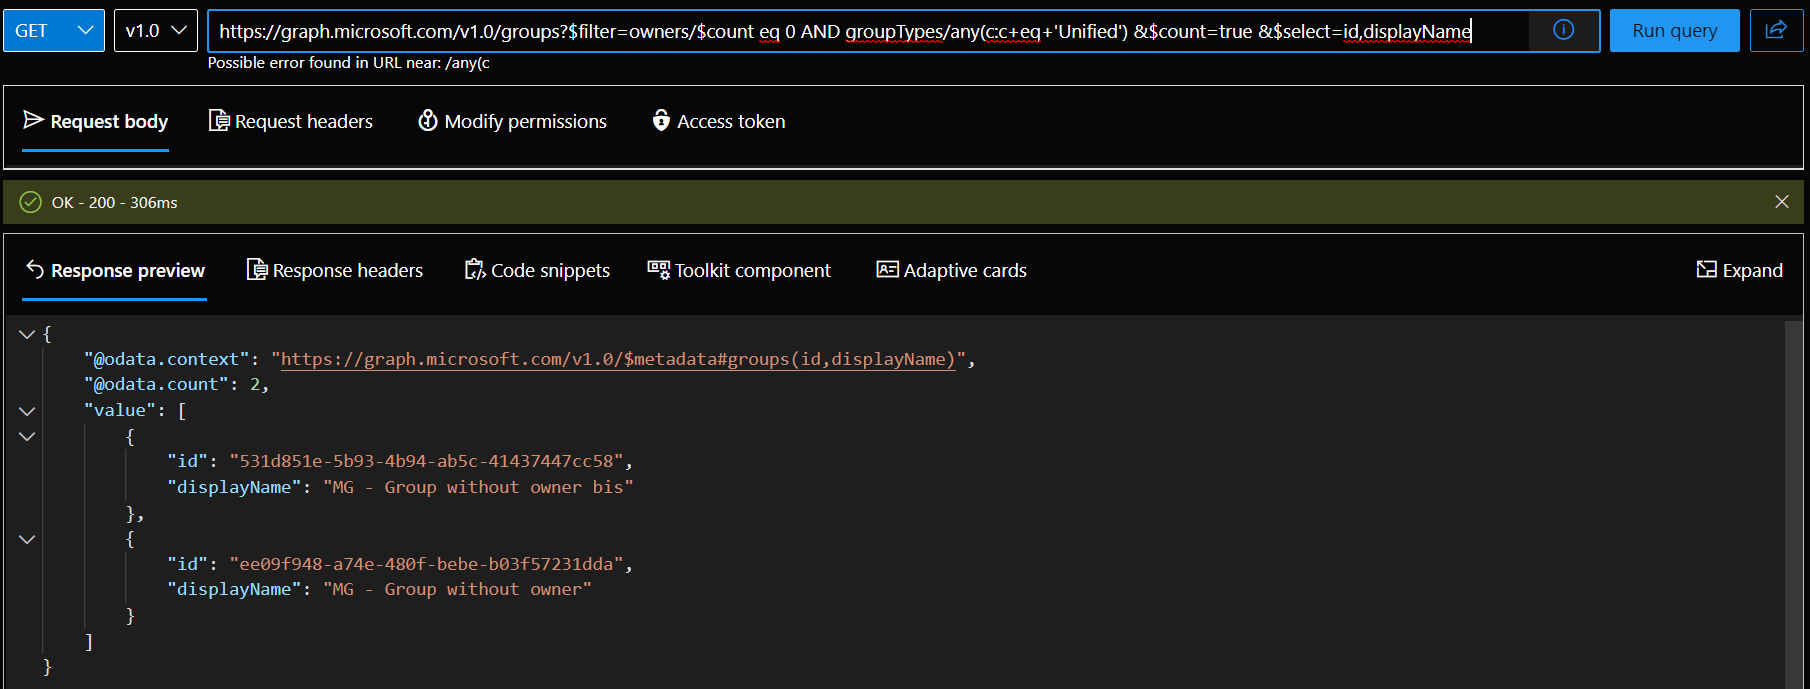 GET v1.0 https://graph.microsoft.com/v1.0/groups?$filter=owners/$count eq 0 AND groupTypes/any(c:c+eq+'Unified') &$count=true &$select=id,displayName Run query
Possible error found in URL near: /any(c
Request body Request headers Modify permissions Access token
OK - 200 - 306ms
Response preview Response headers Code snippets Toolkit component Adaptive cards Expand
{
"@odata.context": "https://graph.microsoft.com/v1.0/$metadata#groups(id,displayName)",
"@odata.count": 2,
"value": [
{
"id": "531d851e-5b93-4b94-ab5c-41437447cc58",
"displayName": "MG - Group without owner bis"
},
{
"id": "ee09f948-a74e-480f-bebe-b03f57231dda",
"displayName": "MG - Group without owner"
}
]
}